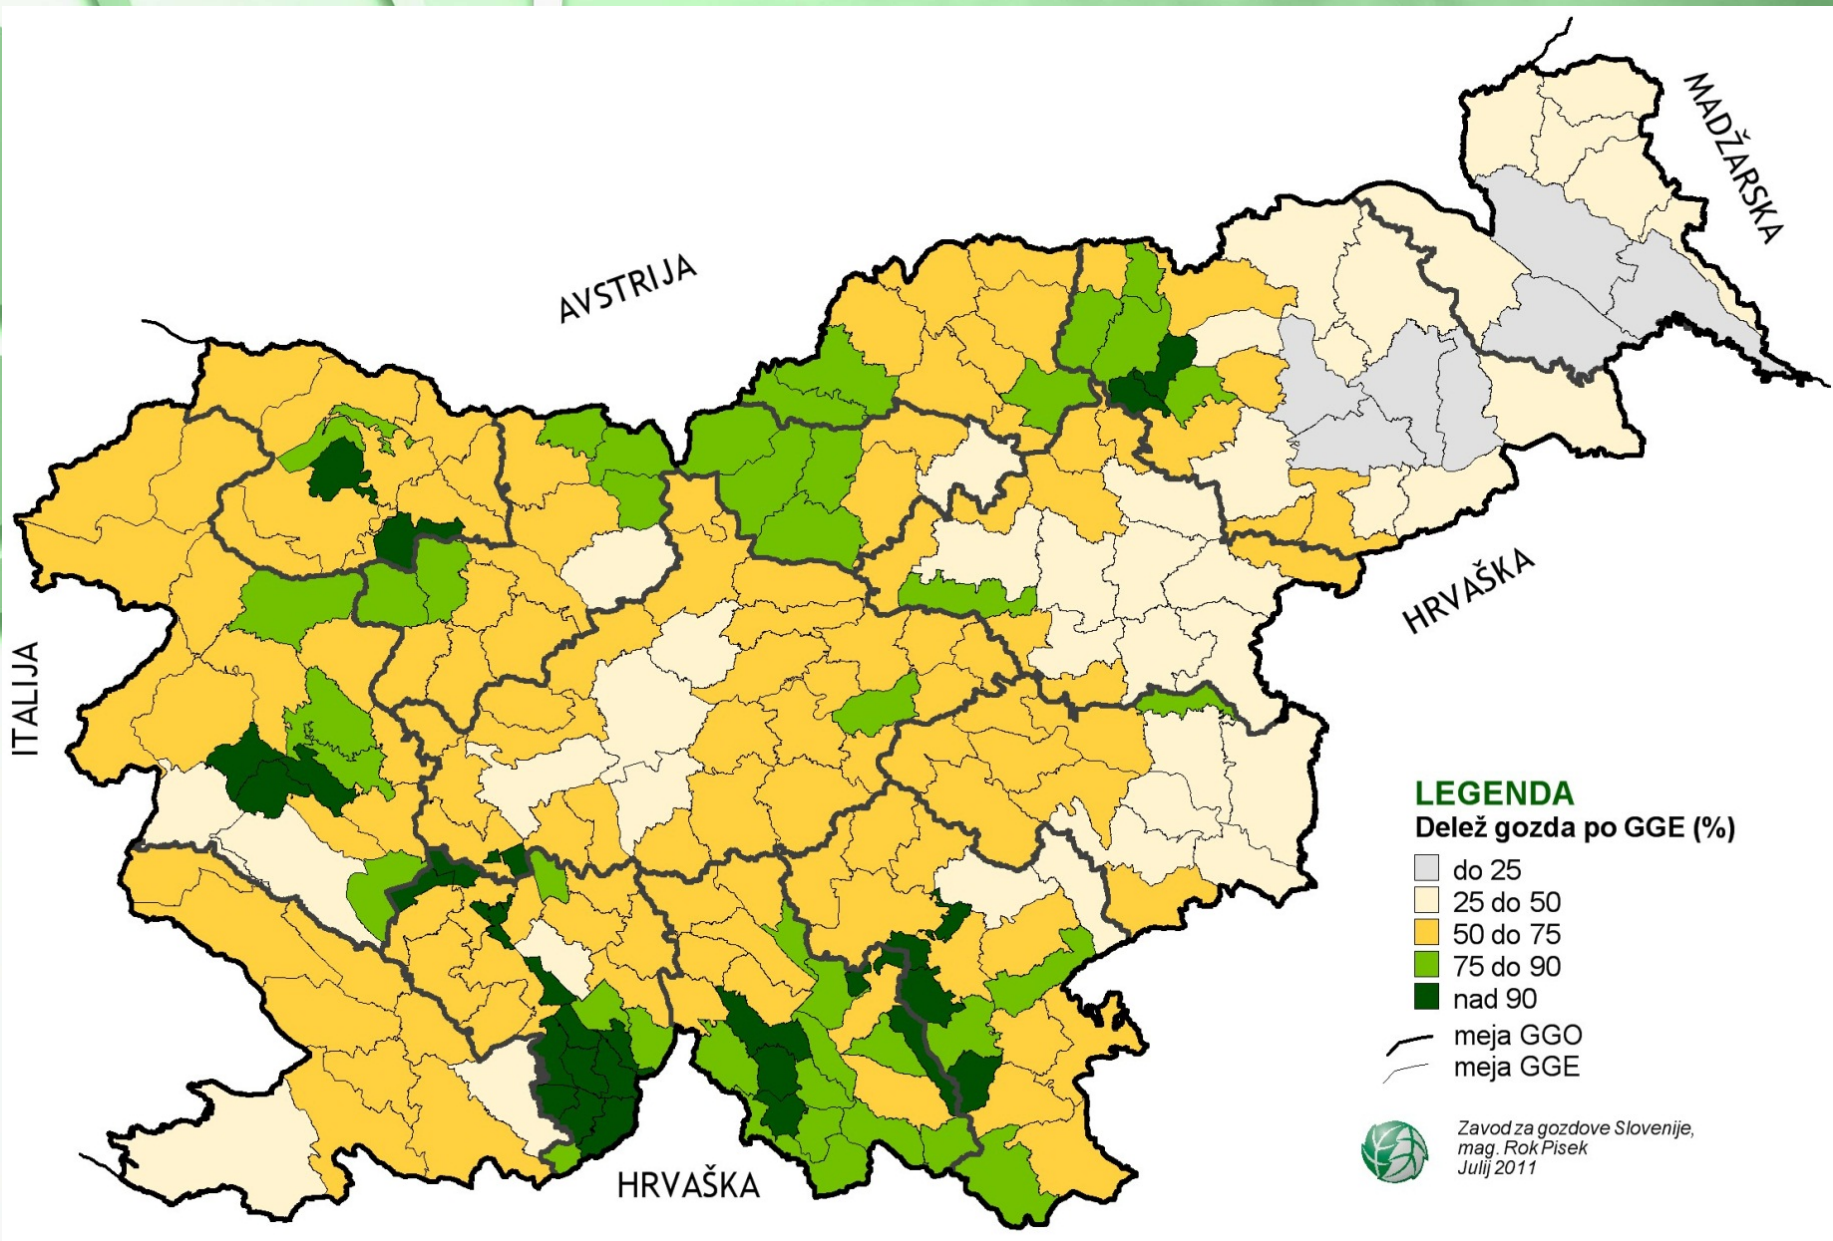 AVSTRIJA
MADŽARSKA
ITALIJA
HRVAŠKA
HRVAŠKA
LEGENDA
Delež gozda po GGE (%)
do 25
25 do 50
50 do 75
75 do 90
nad 90
meja GGO
meja GGE
Zavod za gozdove Slovenije,
mag. Rok Pisek
Julij 2011